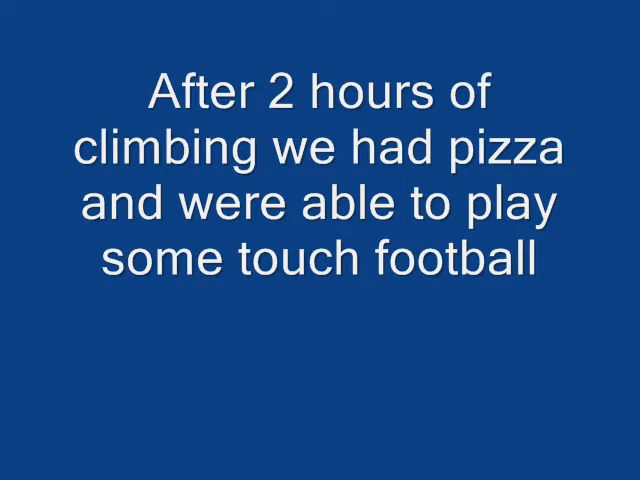 After 2 hours of
climbing we had pizza
and were able to play
some touch football